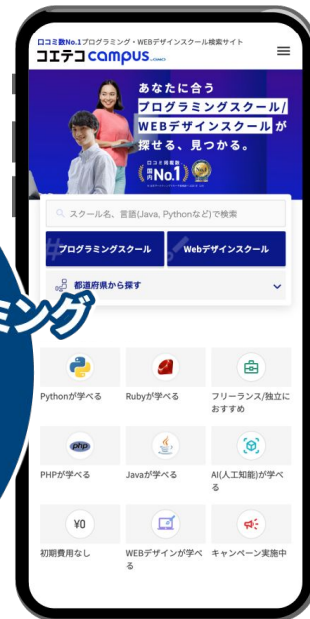 口コミ数No.1プログラミング・WEBデザインスクール検索サイト
コエテコcampus
あなたに合う
プログラミングスクール/
WEBデザインスクールが
探せる、見つかる。
口コミ掲載数
国内No.1
スクール名、言語(Java, Pythonなど)で検索
プログラミングスクール
Webデザインスクール
都道府県から探す
ミング
Pythonが学べる
Rubyが学べる
フリーランス/独立に
おすすめ
php
PHPが学べる
Javaが学べる
AI(人工知能)が学べ
る
¥0
初期費用なし
WEBデザインが学べ
る
キャンペーン実施中